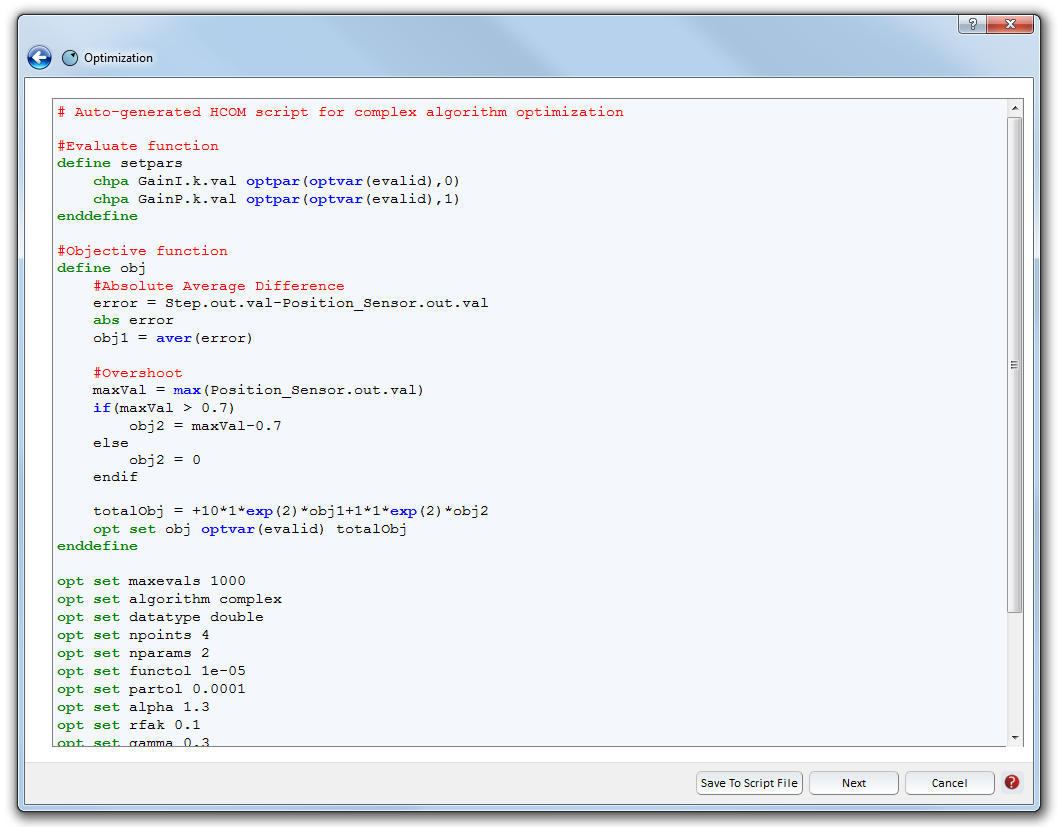 ?
X
Optimization
# Auto-generated HCOM script for complex algorithm optimization
#Evaluate function
define setpars
chpa GainI.k.val optpar(optvar(evalid),0)
chpa GainP.k.val optpar(optvar(evalid),1)
enddefine
#Objective function
define obj
#Absolute Average Difference
error = Step.out.val-Position_Sensor.out.val
abs error
obj1 = aver(error)
#Overshoot
maxVal = max(Position_Sensor.out.val)
if(maxVal > 0.7)
obj2 = maxVal-0.7
else
obj2 = 0
endif
totalObj = +10*1*exp(2)*obj1+1*1*exp(2)*obj2
opt set obj optvar(evalid) totalObj
enddefine
opt set maxevals 1000
opt set algorithm complex
opt set datatype double
opt set npoints 4
opt set nparams 2
opt set functol 1e-05
opt set partol 0.0001
opt set alpha 1.3
opt set rfak 0.1
opt set gamma 0.3
Save To Script File
Next
Cancel
?